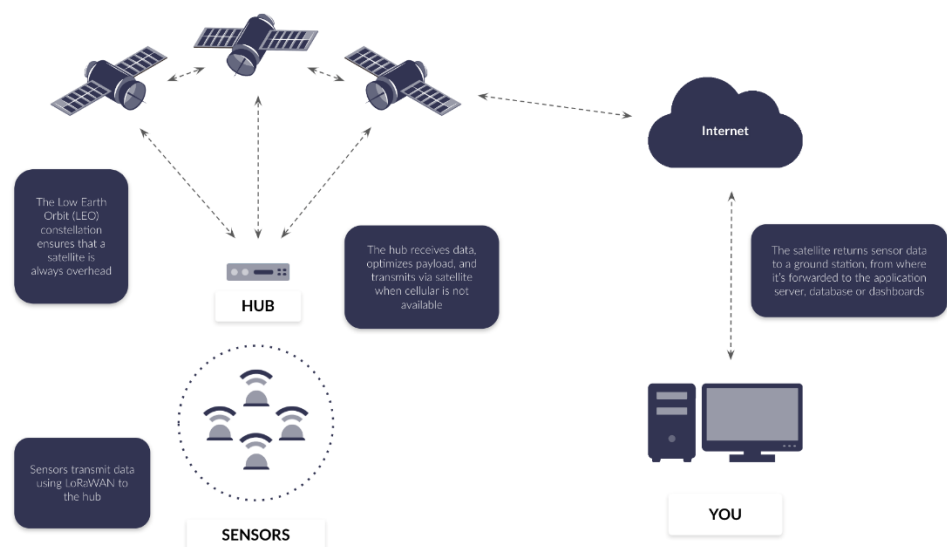 Internet
The Low Earth
Orbit (LEO)
constellation
ensures that a
satellite is
always overhead
The hub receives data,
optimizes payload, and
transmits via satellite
when cellular is not
available
The satellite returns sensor data
to a ground station, from where
it's forwarded to the application
server, database or dashboards
HUB
Sensors transmit data
using LoRaWAN to
the hub
SENSORS
YOU